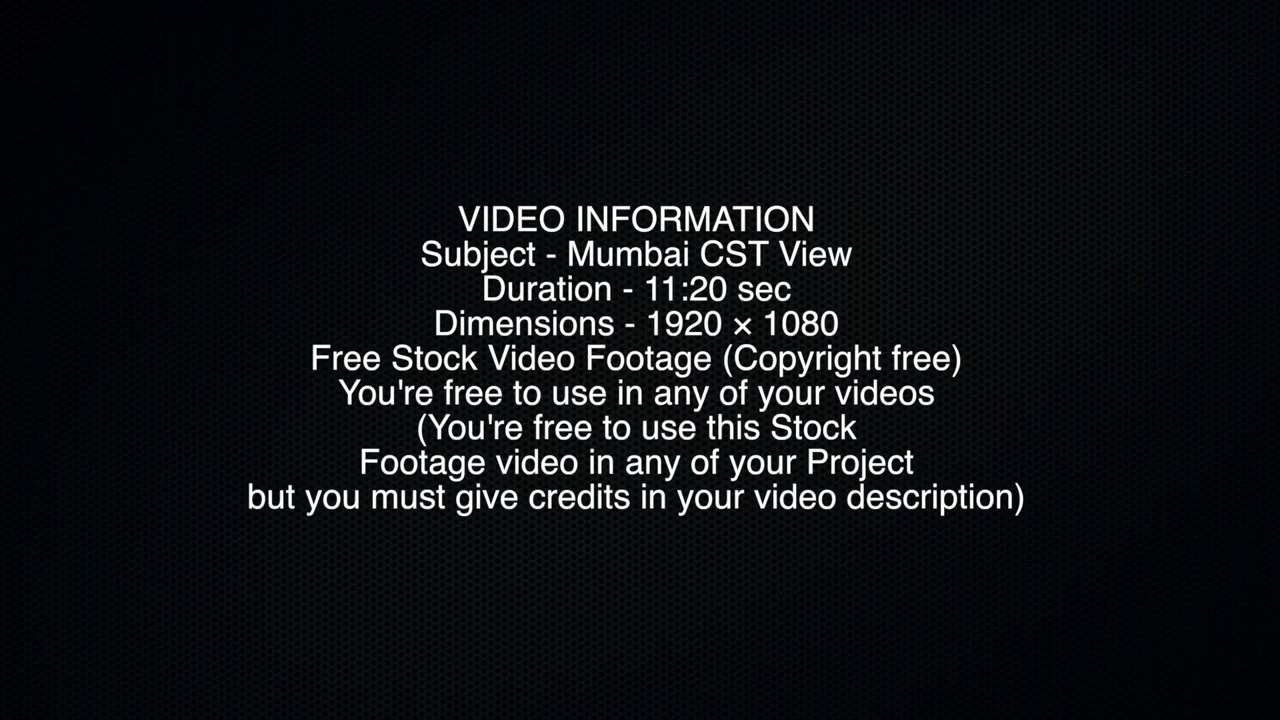 VIDEO INFORMATION
Subject - Mumbai CST View
Duration - 11:20 sec
Dimensions - 1920 × 1080
Free Stock Video Footage (Copyright free)
You're free to use in any of your videos
(You're free to use this Stock
Footage video in any of your Project
but you must give credits in your video description)